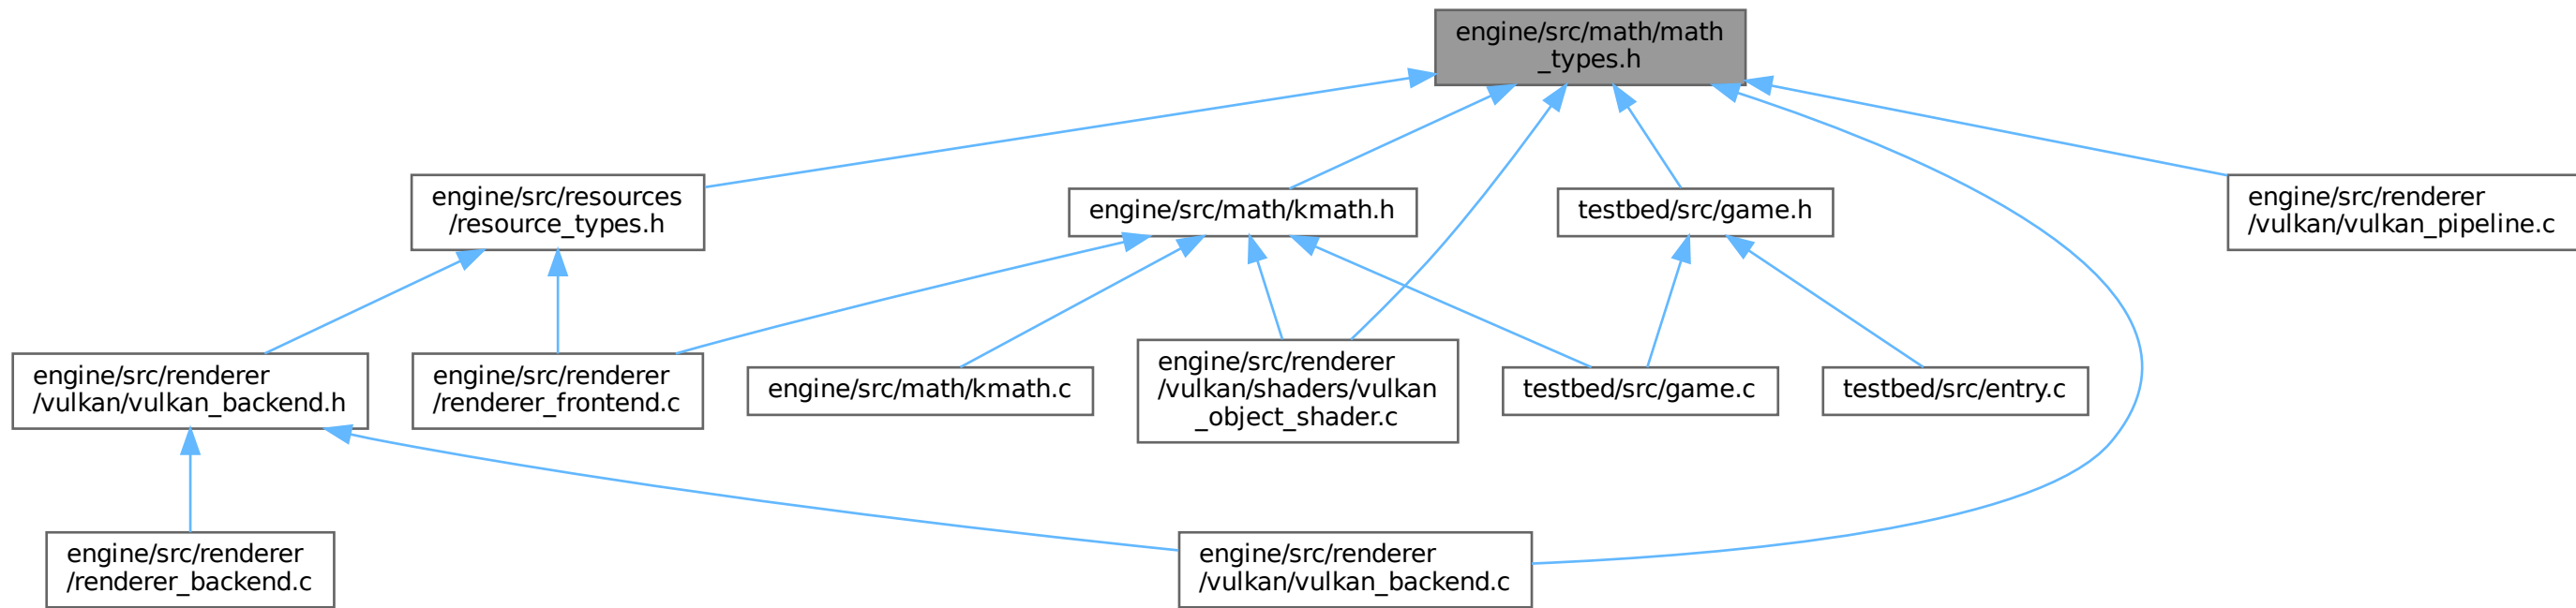 engine/src/math/math
_types.h
engine/src/resources
/resource_types.h
engine/src/math/kmath.h
testbed/src/game.h
engine/src/renderer
/vulkan/vulkan_pipeline.c
engine/src/renderer
/vulkan/vulkan_backend.h
engine/src/renderer
/renderer_frontend.c
engine/src/math/kmath.c
engine/src/renderer
/vulkan/shaders/vulkan
_object_shader.c
testbed/src/game.c
testbed/src/entry.c
engine/src/renderer
/renderer_backend.c
engine/src/renderer
/vulkan/vulkan_backend.c